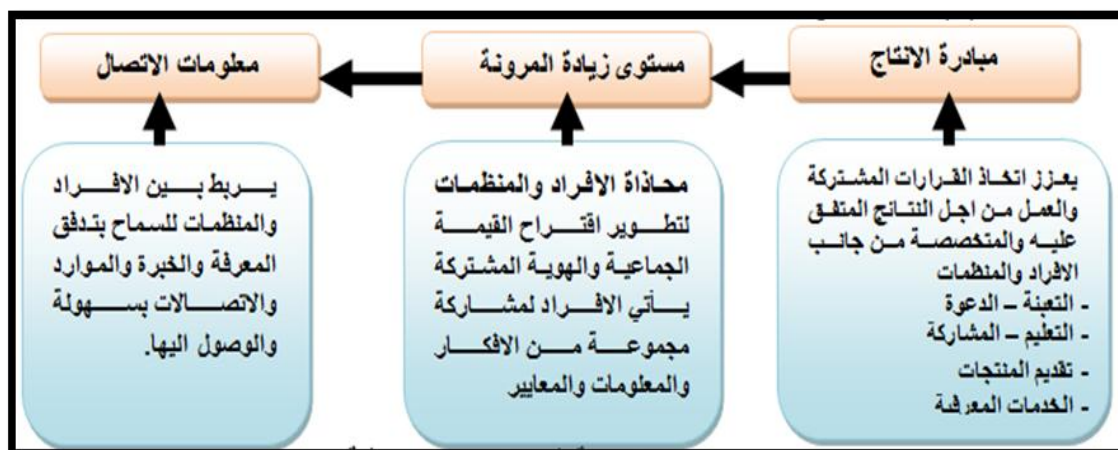 مبادرة الانتاج
مستوى زيادة المرونة
معلومات الاتصال
يعزز اتخاذ القرارات المشتركة
والعمل من اجل النتائج المتفق
عليه والمتخصصة من جانب
الافراد والمنظمات
- التعبئة – الدعوة
- التعليم – المشاركة
- تقديم المنتجات
- الخدمات المعرفية
محاذاة الافراد والمنظمات
لتطوير اقتراح القيمة
الجماعية والهوية المشتركة
يأتي الافراد لمشاركة
مجموعة من الافكار
والمعلومات والمعايير
يربط بين الافراد
والمنظمات للسماح بتدفق
المعرفة والخبرة والموارد
والاتصالات بسهولة
والوصول اليها.